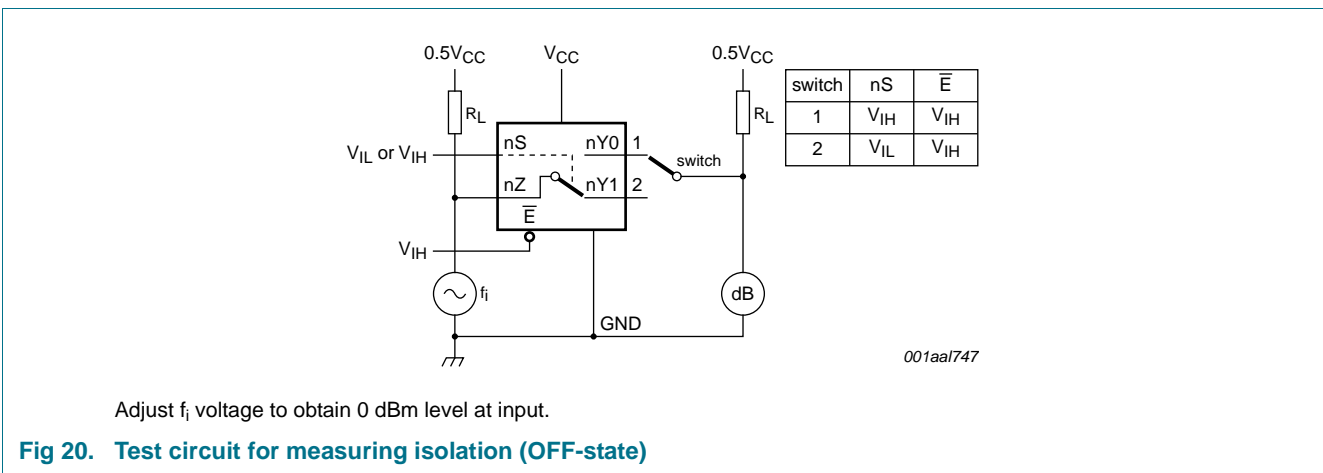 0.5VCC VCC 0.5VCC
switch nS E̅
RL RL 1 VIH VIH
VIL or VIH nS nY0 1 switch 2 VIL VIH
nZ nY1 2
E̅
VIH
fi dB
GND
001aal747
Adjust fi voltage to obtain 0 dBm level at input.
Fig 20. Test circuit for measuring isolation (OFF-state)